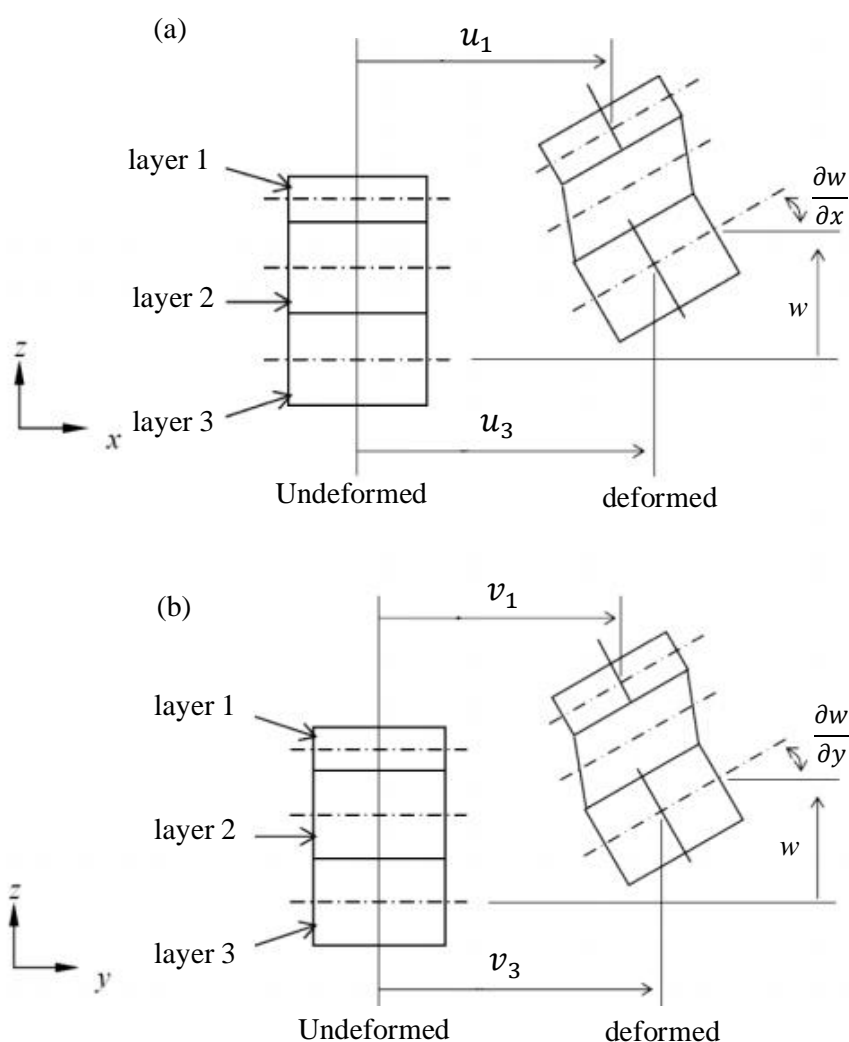 (a)
u₁
layer 1
∂w
∂x
layer 2
w
z
layer 3
x
u₃
Undeformed
deformed
(b)
v₁
layer 1
∂w
∂y
layer 2
w
z
layer 3
y
v₃
Undeformed
deformed